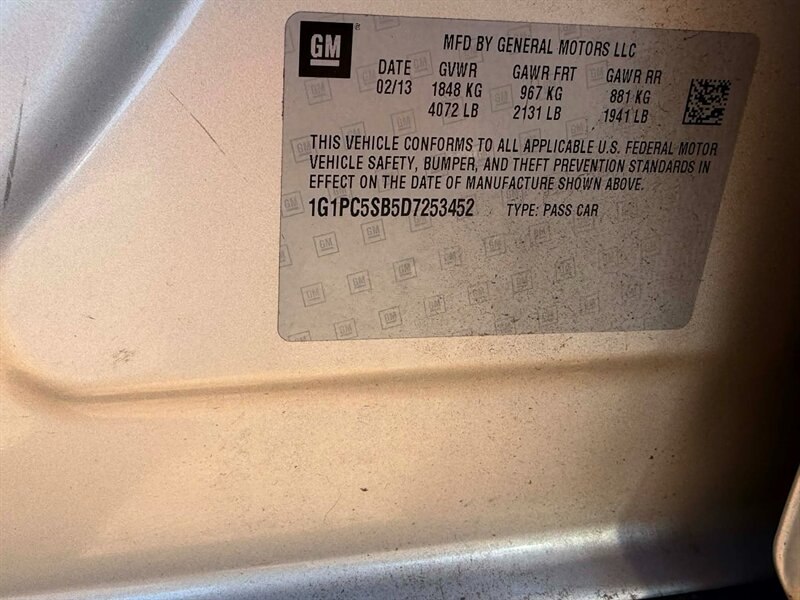 GM
MFD BY GENERAL MOTORS LLC
DATE GVWR GAWR FRT GAWR RR
02/13 1848 KG 967 KG 881 KG
4072 LB 2131 LB 1941 LB
THIS VEHICLE CONFORMS TO ALL APPLICABLE U.S. FEDERAL MOTOR
VEHICLE SAFETY, BUMPER, AND THEFT PREVENTION STANDARDS IN
EFFECT ON THE DATE OF MANUFACTURE SHOWN ABOVE.
1G1PC5SB5D7253452 TYPE: PASS CAR